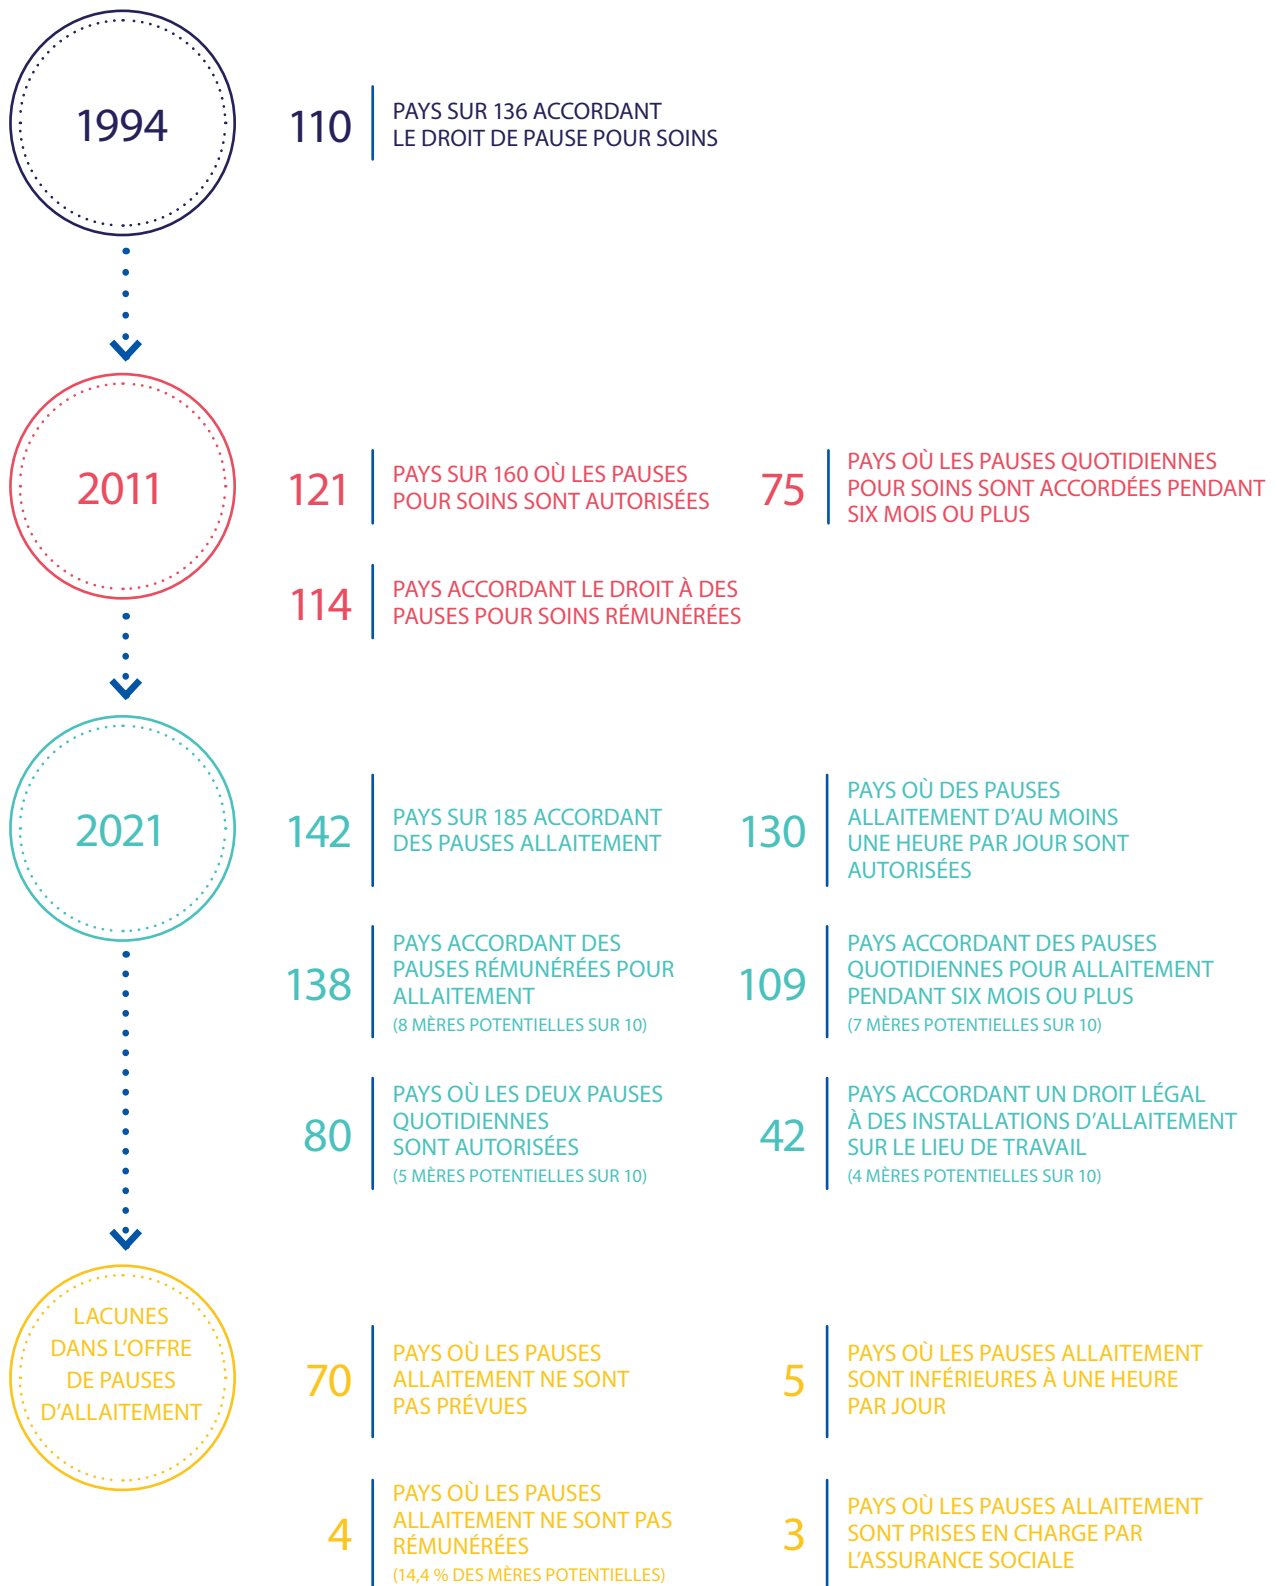 1994
110
PAYS SUR 136 ACCORDANT
LE DROIT DE PAUSE POUR SOINS
2011
121
PAYS SUR 160 OÙ LES PAUSES
POUR SOINS SONT AUTORISÉES
75
PAYS OÙ LES PAUSES QUOTIDIENNES
POUR SOINS SONT ACCORDÉES PENDANT
SIX MOIS OU PLUS
114
PAYS ACCORDANT LE DROIT À DES
PAUSES POUR SOINS RÉMUNÉRÉES
2021
142
PAYS SUR 185 ACCORDANT
DES PAUSES ALLAITEMENT
130
PAYS OÙ DES PAUSES
ALLAITEMENT D'AU MOINS
UNE HEURE PAR JOUR SONT
AUTORISÉES
138
PAYS ACCORDANT DES
PAUSES RÉMUNÉRÉES POUR
ALLAITEMENT
(8 MÈRES POTENTIELLES SUR 10)
109
PAYS ACCORDANT DES PAUSES
QUOTIDIENNES POUR ALLAITEMENT
PENDANT SIX MOIS OU PLUS
(7 MÈRES POTENTIELLES SUR 10)
80
PAYS OÙ LES DEUX PAUSES
QUOTIDIENNES
SONT AUTORISÉES
(5 MÈRES POTENTIELLES SUR 10)
42
PAYS ACCORDANT UN DROIT LÉGAL
À DES INSTALLATIONS D’ALLAITEMENT
SUR LE LIEU DE TRAVAIL
(4 MÈRES POTENTIELLES SUR 10)
LACUNES
DANS L’OFFRE
DE PAUSES
D’ALLAITEMENT
70
PAYS OÙ LES PAUSES
ALLAITEMENT NE SONT
PAS PRÉVUES
5
PAYS OÙ LES PAUSES ALLAITEMENT
SONT INFÉRIEURES À UNE HEURE
PAR JOUR
4
PAYS OÙ LES PAUSES
ALLAITEMENT NE SONT PAS
RÉMUNÉRÉES
(14,4 % DES MÈRES POTENTIELLES)
3
PAYS OÙ LES PAUSES ALLAITEMENT
SONT PRISES EN CHARGE PAR
L’ASSURANCE SOCIALE